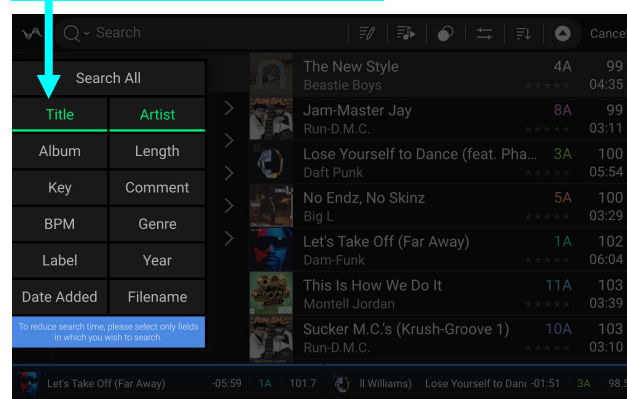 Search
Cancel
Search All
Title Artist
Album Length
Key Comment
BPM Genre
Label Year
Date Added Filename
To reduce search time, please select only fields
in which you wish to search.
The New Style 4A 99
Beastie Boys 04:35
Jam-Master Jay 8A 99
Run-D.M.C. 03:11
Lose Yourself to Dance (feat. Pha... 3A 100
Daft Punk 05:54
No Endz, No Skinz 5A 100
Big L 03:29
Let's Take Off (Far Away) 1A 102
Dam-Funk 06:04
This Is How We Do It 11A 103
Montell Jordan 03:39
Sucker M.C.'s (Krush-Groove 1) 10A 103
Run-D.M.C. 03:10
Let's Take Off (Far Away) -05:59 1A 101.7 ll Williams) Lose Yourself to Danc -01:51 3A 98.5